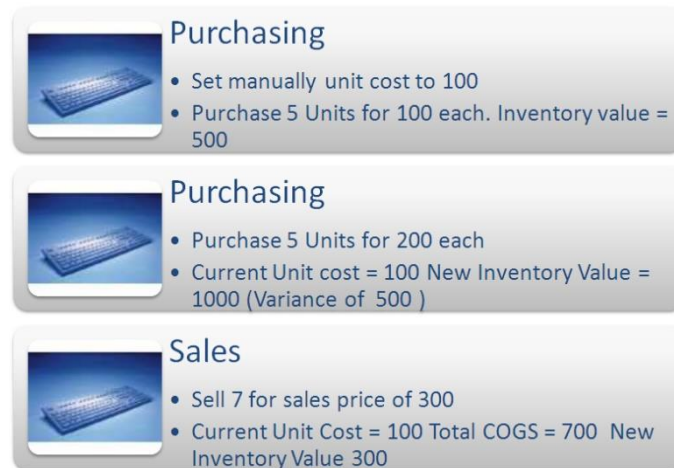 Purchasing
• Set manually unit cost to 100
• Purchase 5 Units for 100 each. Inventory value =
500
Purchasing
• Purchase 5 Units for 200 each
• Current Unit cost = 100 New Inventory Value =
1000 (Variance of 500 )
Sales
• Sell 7 for sales price of 300
• Current Unit Cost = 100 Total COGS = 700 New
Inventory Value 300